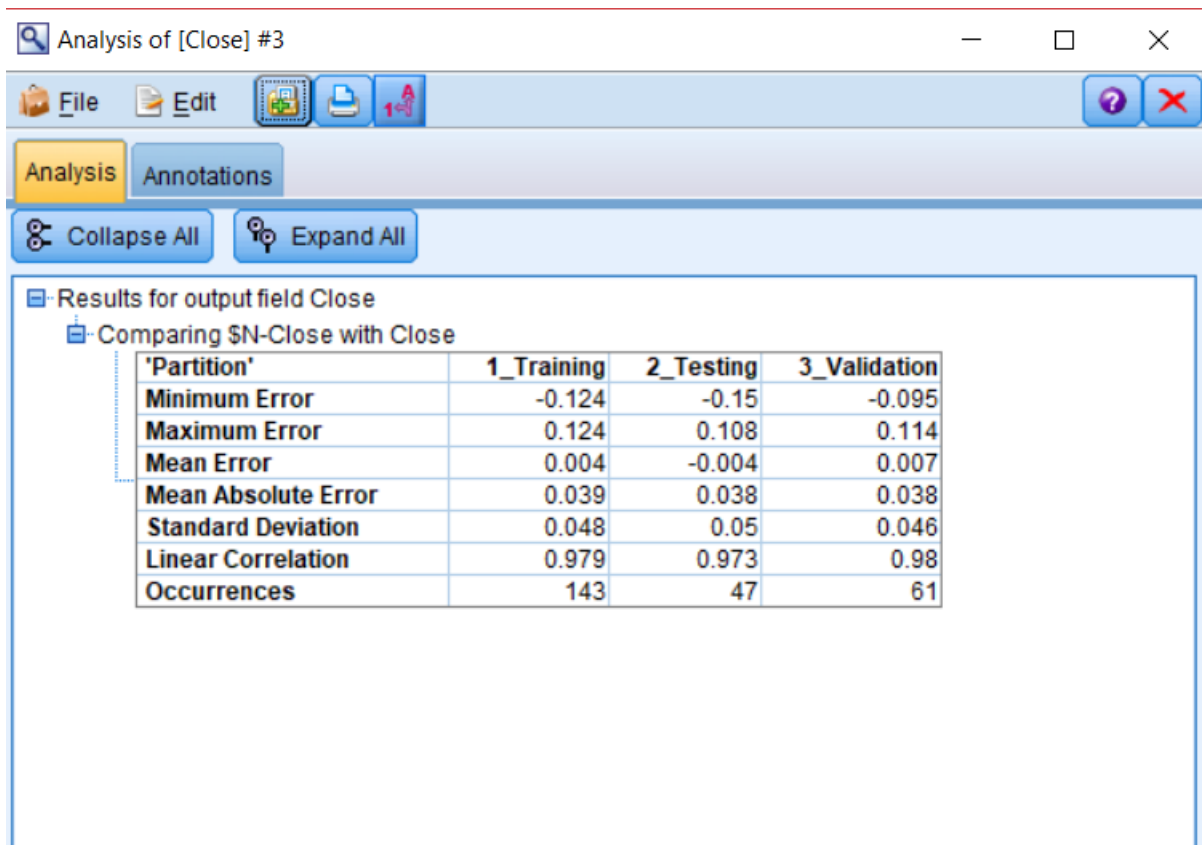 Analysis of [Close] #3
File Edit
Analysis Annotations
Collapse All Expand All
Results for output field Close
Comparing $N-Close with Close
'Partition' 1_Training 2_Testing 3_Validation
Minimum Error -0.124 -0.15 -0.095
Maximum Error 0.124 0.108 0.114
Mean Error 0.004 -0.004 0.007
Mean Absolute Error 0.039 0.038 0.038
Standard Deviation 0.048 0.05 0.046
Linear Correlation 0.979 0.973 0.98
Occurrences 143 47 61